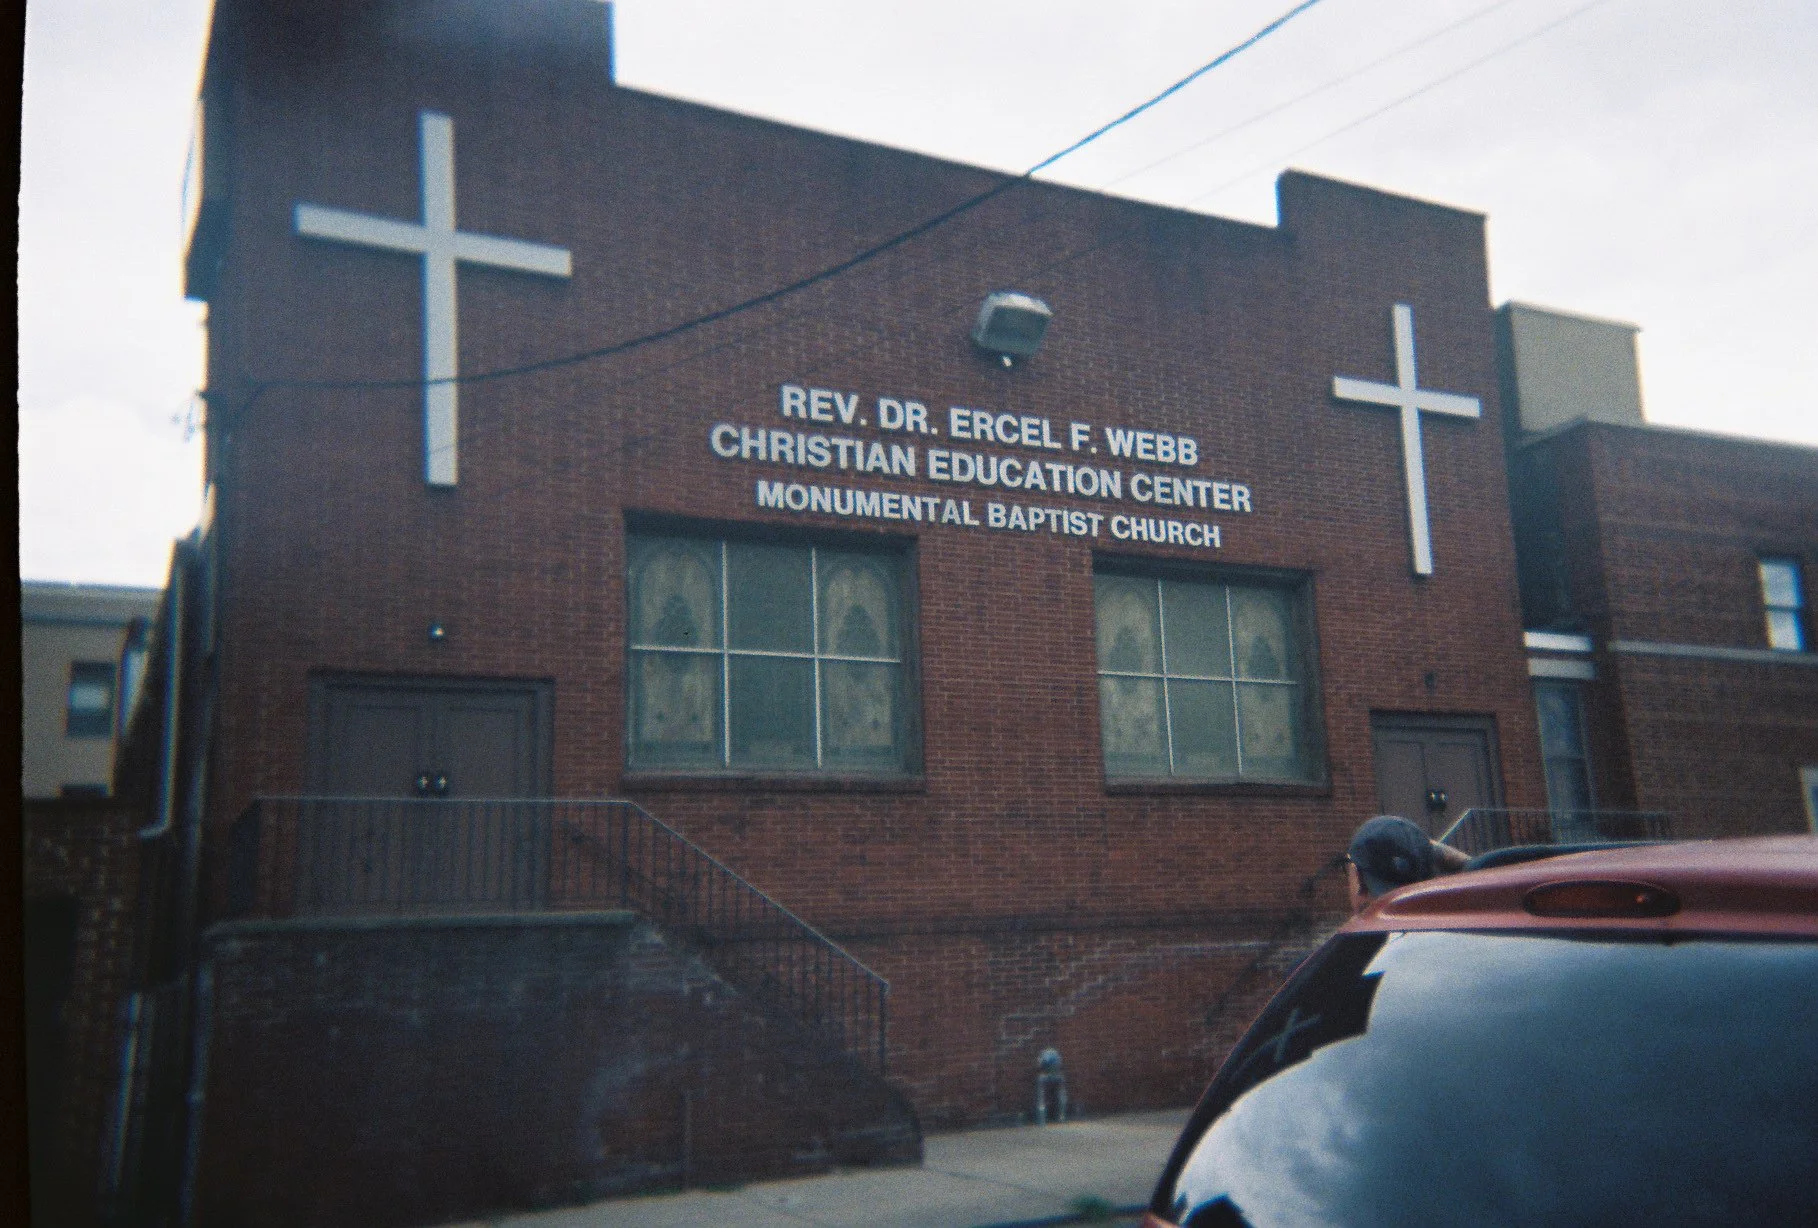 REV. DR. ERCEL F. WEBB
CHRISTIAN EDUCATION CENTER
MONUMENTAL BAPTIST CHURCH